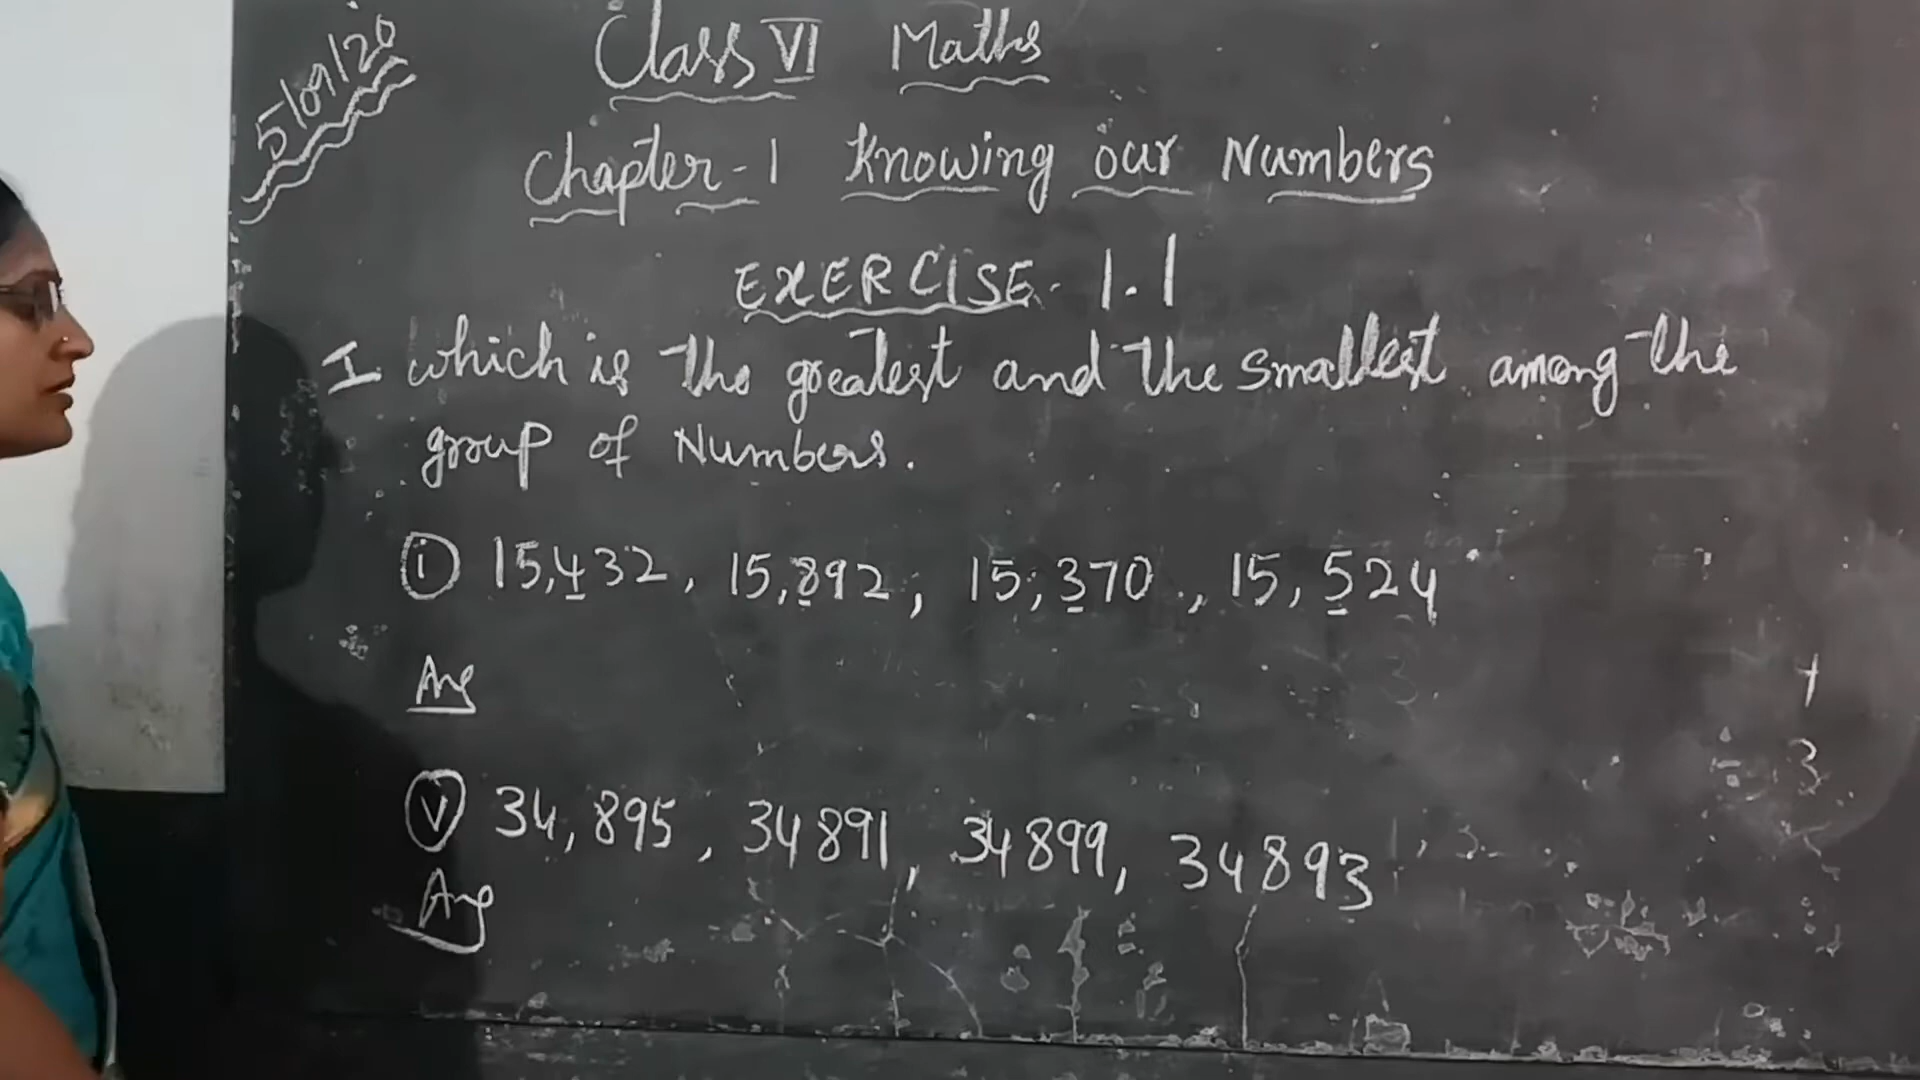 5/09/20
Class VI Maths
Chapter-1 Knowing our Numbers
EXERCISE. 1.1
I. which is the greatest and the smallest among the
group of Numbers.
(i) 15,432, 15,892, 15,370, 15,524
Ans
(v) 34,895, 34891, 34899, 34893
Ans